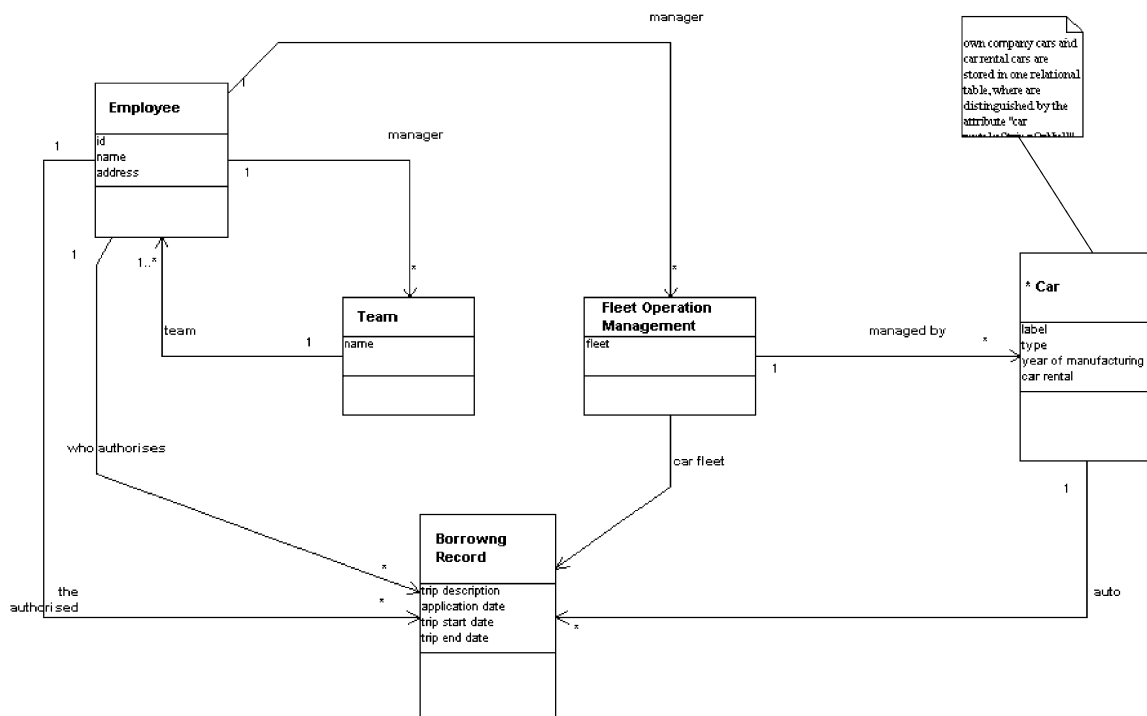 manager
own company cars and
car rental cars are
stored in one relational
table, where are
distinguished by the
attribute "car
1
Employee
id
name
address
1
manager
1
1
1..*
*
*
team
1
Team
name
Fleet Operation
Management
fleet
managed by
*
1
* Car
label
type
year of manufacturing
car rental
who authorises
car fleet
1
Borrowng
Record
trip description
application date
trip start date
trip end date
*
the
authorised
*
auto
*